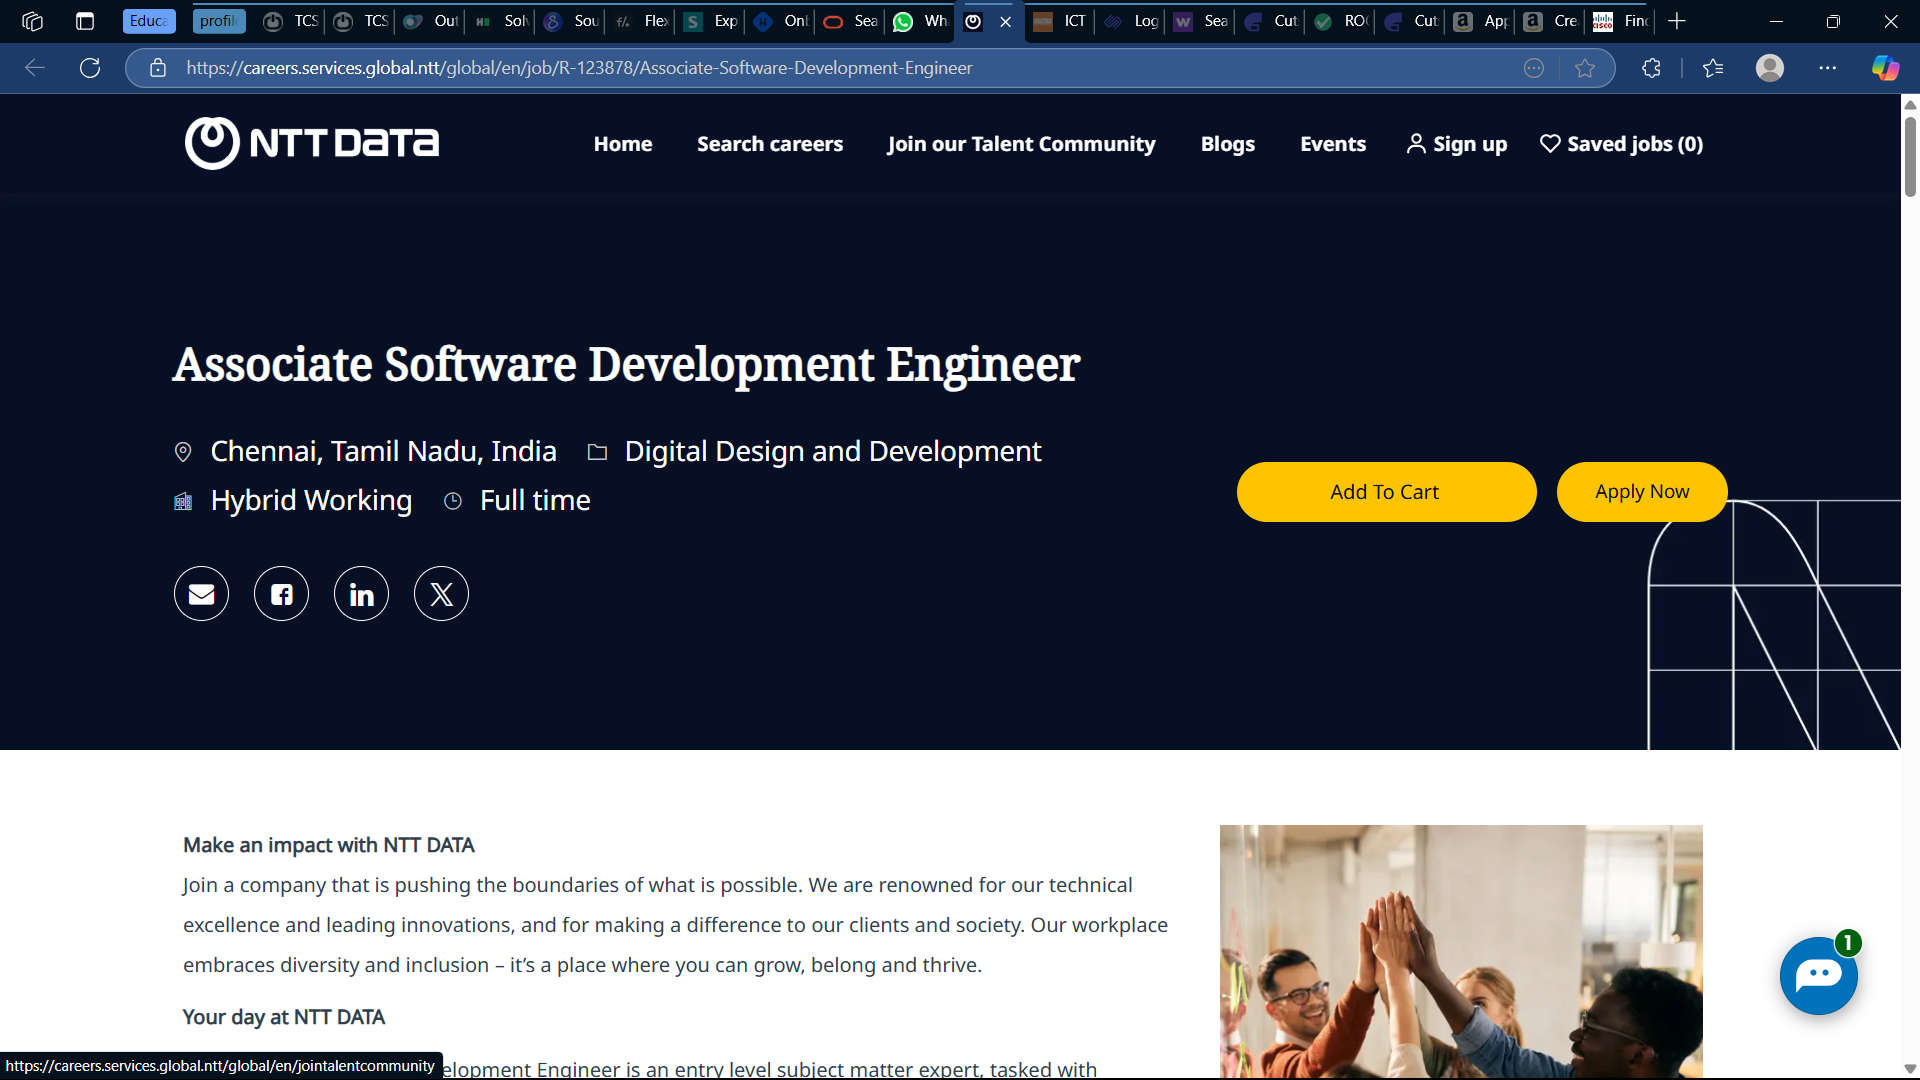 Educa
profil
TCS
TCS
Out
Solv
Sou
f/.
Flex
Exp
Onl
Sea
Wh
ICT
Log
Sea
Cut
RO
Cut
App
Cre
Find
https://careers.services.global.ntt/global/en/job/R-123878/Associate-Software-Development-Engineer
NTT DATA
Home
Search careers
Join our Talent Community
Blogs
Events
Sign up
Saved jobs (0)
Associate Software Development Engineer
Chennai, Tamil Nadu, India
Digital Design and Development
Hybrid Working
Full time
Add To Cart
Apply Now
Make an impact with NTT DATA
Join a company that is pushing the boundaries of what is possible. We are renowned for our technical
excellence and leading innovations, and for making a difference to our clients and society. Our workplace
embraces diversity and inclusion – it’s a place where you can grow, belong and thrive.
Your day at NTT DATA
1
elopment Engineer is an entry level subject matter expert, tasked with
https://careers.services.global.ntt/global/en/jointalentcommunity